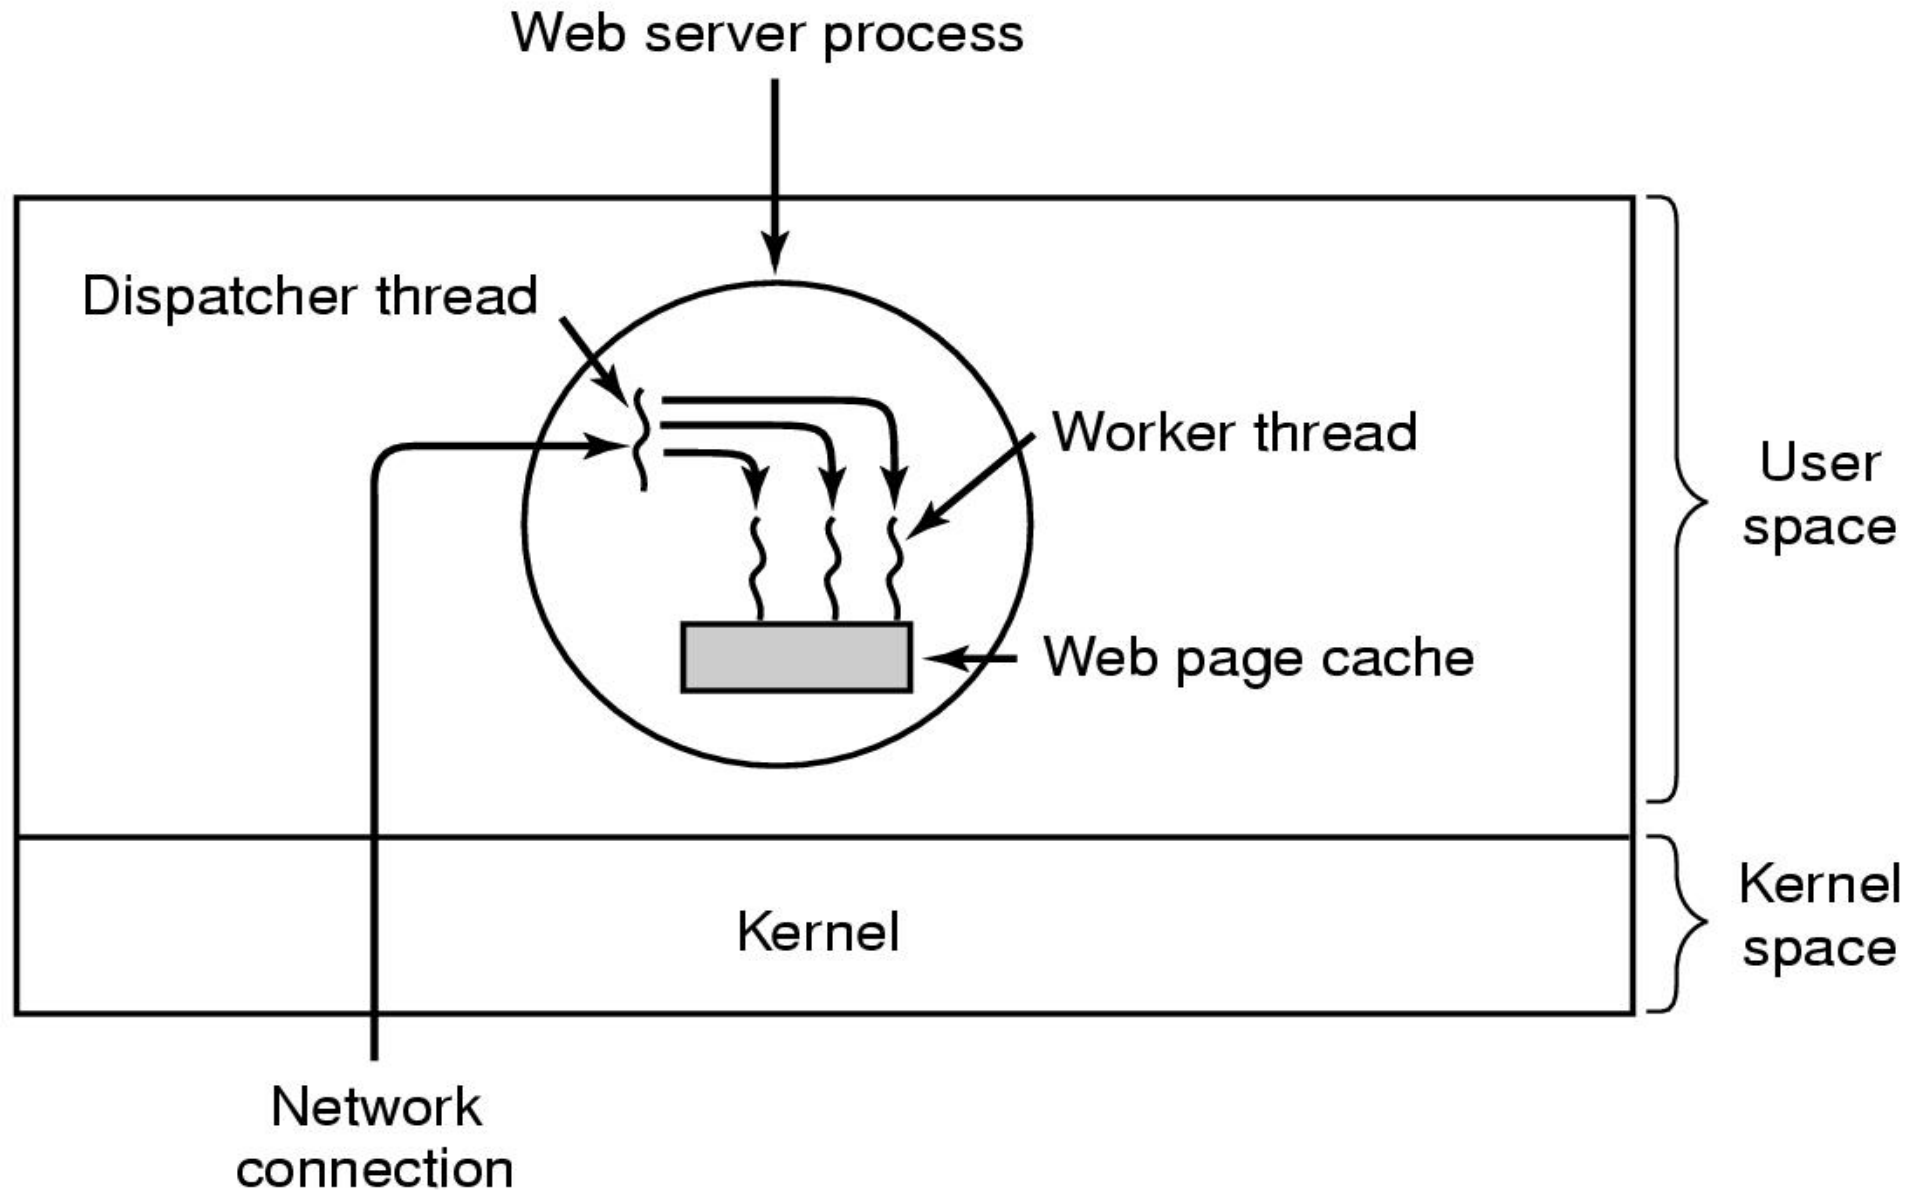 Web server process
Dispatcher thread
Worker thread
User
space
Web page cache
Kernel
Kernel
space
Network
connection